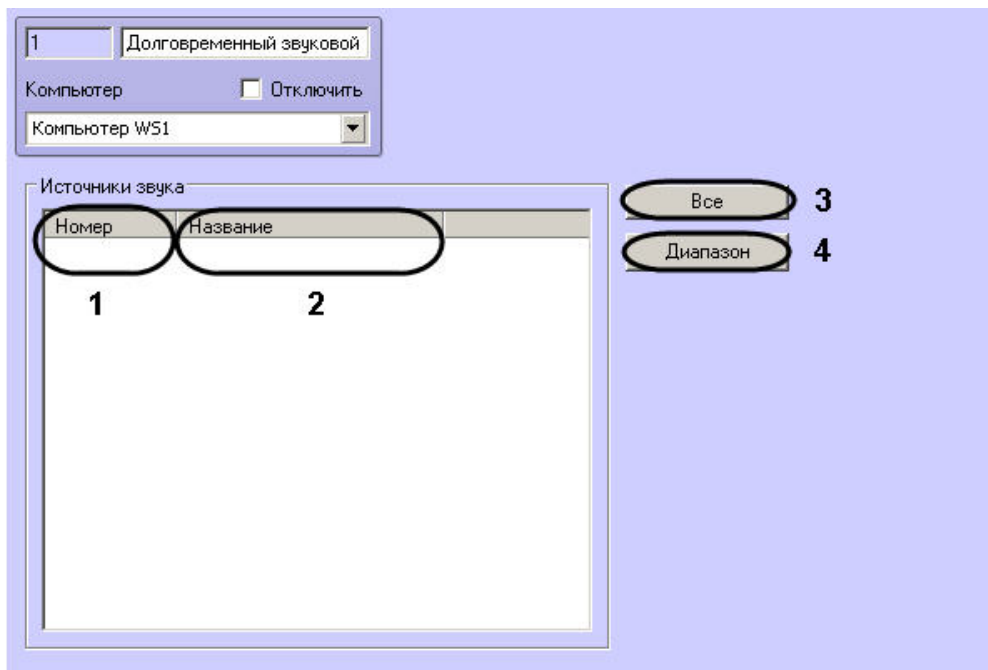 1 Долговременный звуковой
Компьютер Отключить
Компьютер WS1
Источники звука
Номер Название
1 2
Все 3
Диапазон 4